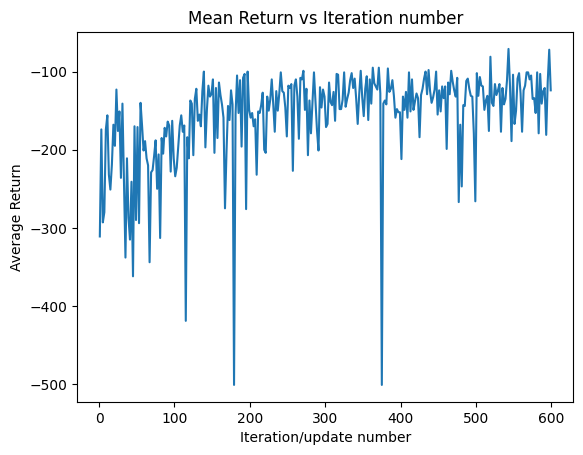 Mean Return vs Iteration number
Average Return
−100
−200
−300
−400
−500
0 100 200 300 400 500 600
Iteration/update number